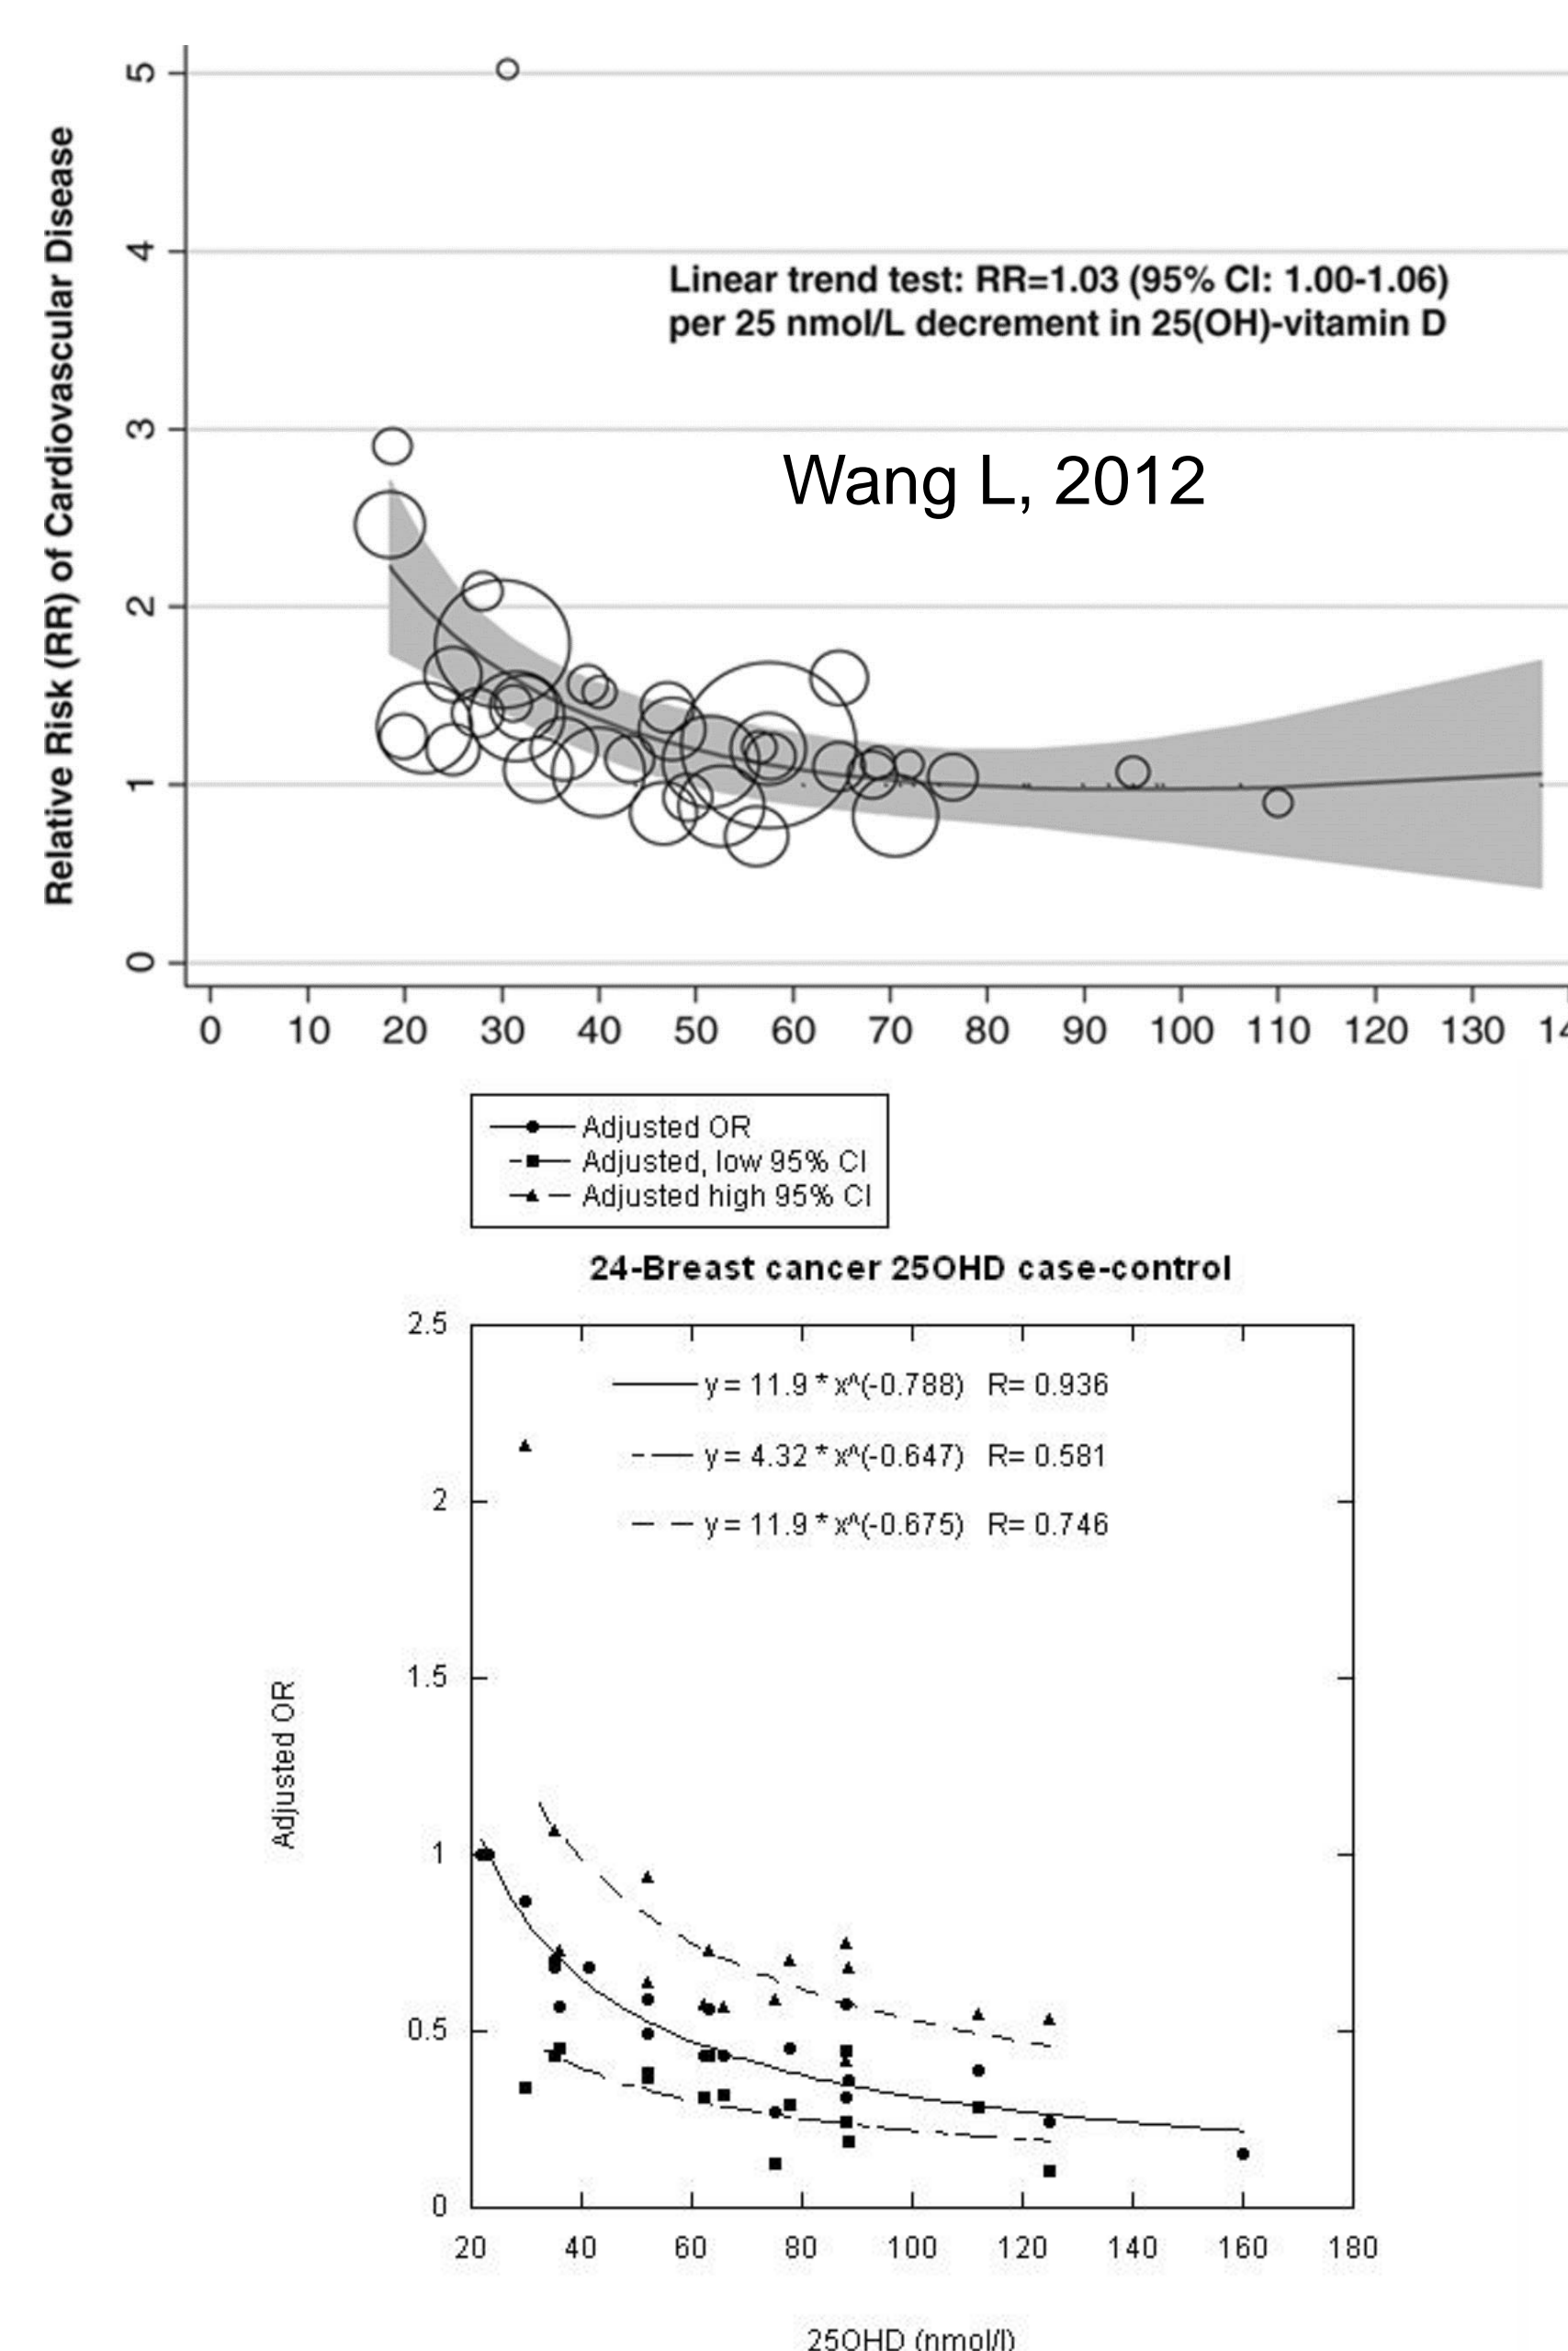 Relative Risk (RR) of Cardiovascular Disease
5
4
3
2
1
0
Linear trend test: RR=1.03 (95% CI: 1.00-1.06)
per 25 nmol/L decrement in 25(OH)-vitamin D
Wang L, 2012
0 10 20 30 40 50 60 70 80 90 100 110 120 130 14
Adjusted OR
Adjusted, low 95% CI
Adjusted high 95% CI
24-Breast cancer 25OHD case-control
y = 11.9 * x^(-0.788) R= 0.936
y = 4.32 * x^(-0.647) R= 0.581
y = 11.9 * x^(-0.675) R= 0.746
Adjusted OR
2.5
2
1.5
1
0.5
0
20 40 60 80 100 120 140 160 180
25OHD (nmol/l)